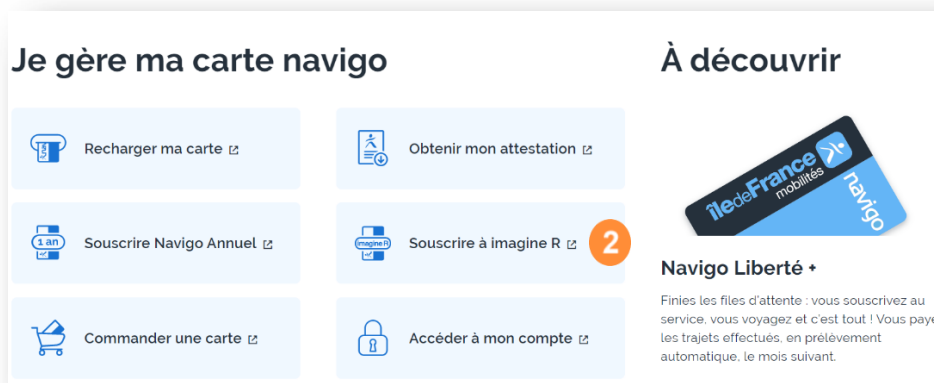 Je gère ma carte navigo
Recharger ma carte
Obtenir mon attestation
1 an
Souscrire Navigo Annuel
imagine R
Souscrire à imagine R
2
Commander une carte
Accéder à mon compte
À découvrir
îledeFrance
mobilités
navigo
Navigo Liberté +
Finies les files d'attente : vous souscrivez au
service, vous voyagez et c'est tout ! Vous paye
les trajets effectués, en prélèvement
automatique, le mois suivant.